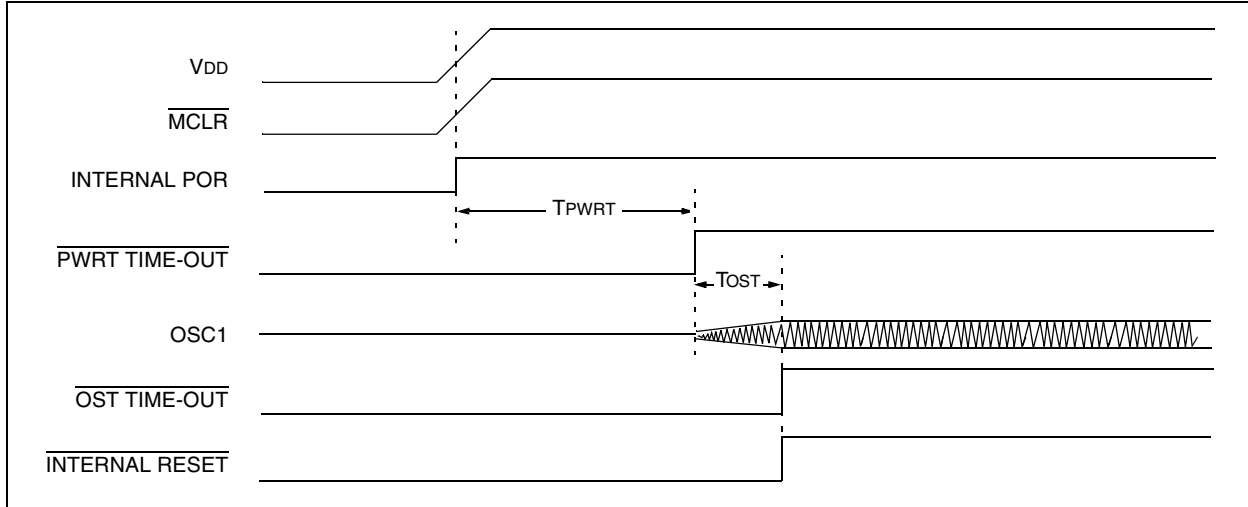 VDD
MCLR
INTERNAL POR
TPWRT
PWRT TIME-OUT
TOST
OSC1
OST TIME-OUT
INTERNAL RESET